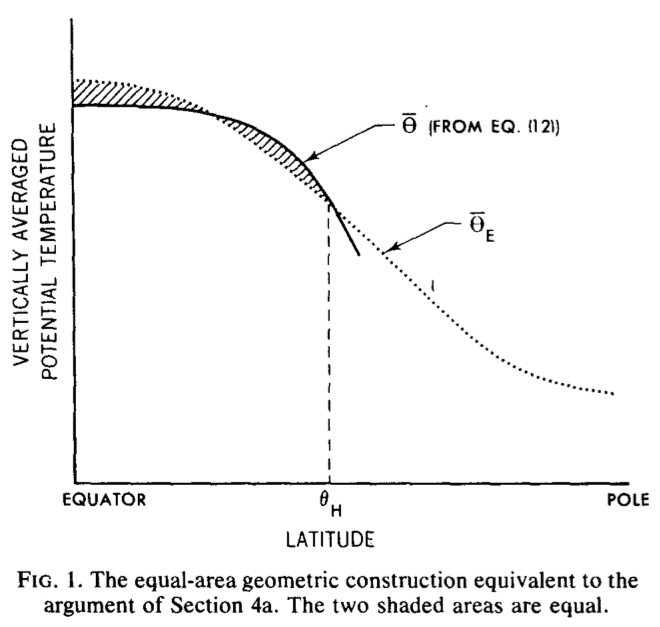 VERTICALLY AVERAGED
POTENTIAL TEMPERATURE
Θ̅ (FROM EQ. (12))
Θ̅E
EQUATOR
θH
POLE
LATITUDE
FIG. 1. The equal-area geometric construction equivalent to the
argument of Section 4a. The two shaded areas are equal.